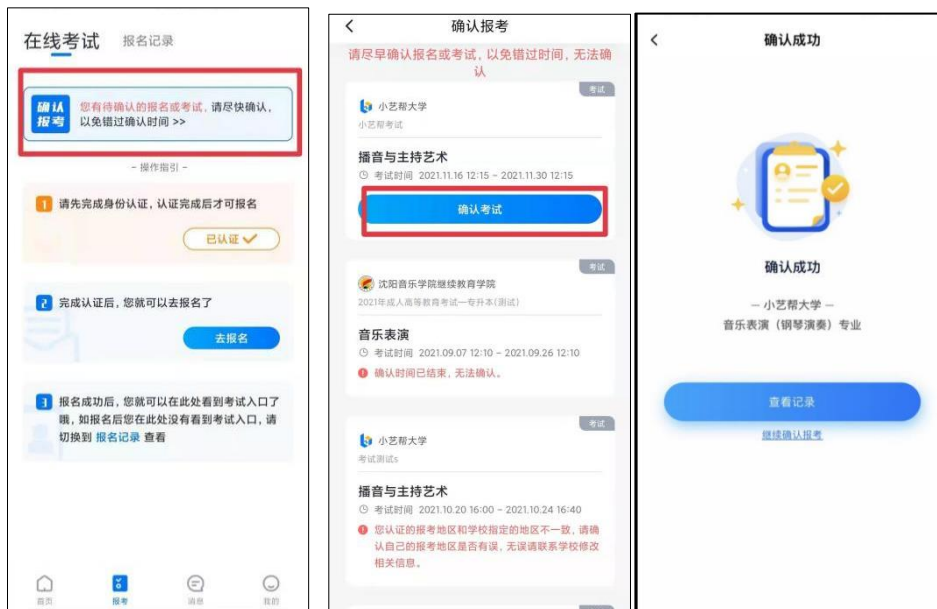 在线考试 报名记录
确认
报考
您有待确认的报名或考试，请尽快确认，
以免错过确认时间 >>
- 操作指引 -
1 请先完成身份认证，认证完成后才可报名
已认证
2 完成认证后，您就可以去报名了
去报名
3 报名成功后，您就可以在此处看到考试入口了
哦，如报名后您在此处没有看到考试入口，请
切换到 报名记录 查看
首页 报考 消息 我的
确认报考
请尽早确认报名或考试，以免错过时间，无法确
认
考试
小艺帮大学
小艺帮考试
播音与主持艺术
考试时间 2021.11.16 12:15 - 2021.11.30 12:15
确认考试
考试
沈阳音乐学院继续教育学院
2021年成人高等教育考试—专升本(测试)
音乐表演
考试时间 2021.09.07 12:10 - 2021.09.26 12:10
确认时间已结束，无法确认。
考试
小艺帮大学
考试测试s
播音与主持艺术
考试时间 2021.10.20 16:00 - 2021.10.24 16:40
您认证的报考地区和学校指定的地区不一致，请确
认自己的报考地区是否有误，无误请联系学校修改
相关信息。
确认成功
确认成功
— 小艺帮大学 —
音乐表演（钢琴演奏）专业
查看记录
继续确认报考